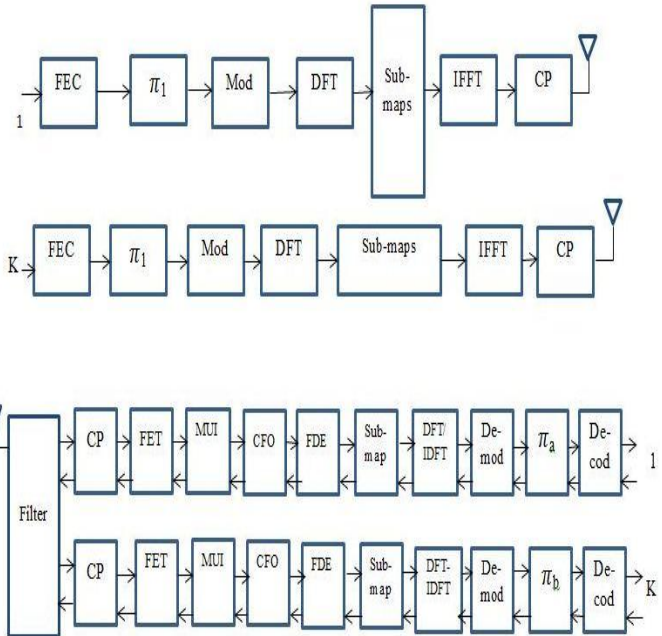 FEC π1 Mod DFT Sub-maps IFFT CP
1
K FEC π1 Mod DFT Sub-maps IFFT CP
Filter
CP FET MUI CFO FDE Sub-map DFT/IDFT De-mod πa De-cod 1
CP FET MUI CFO FDE Sub-map DFT-IDFT De-mod πb De-cod K